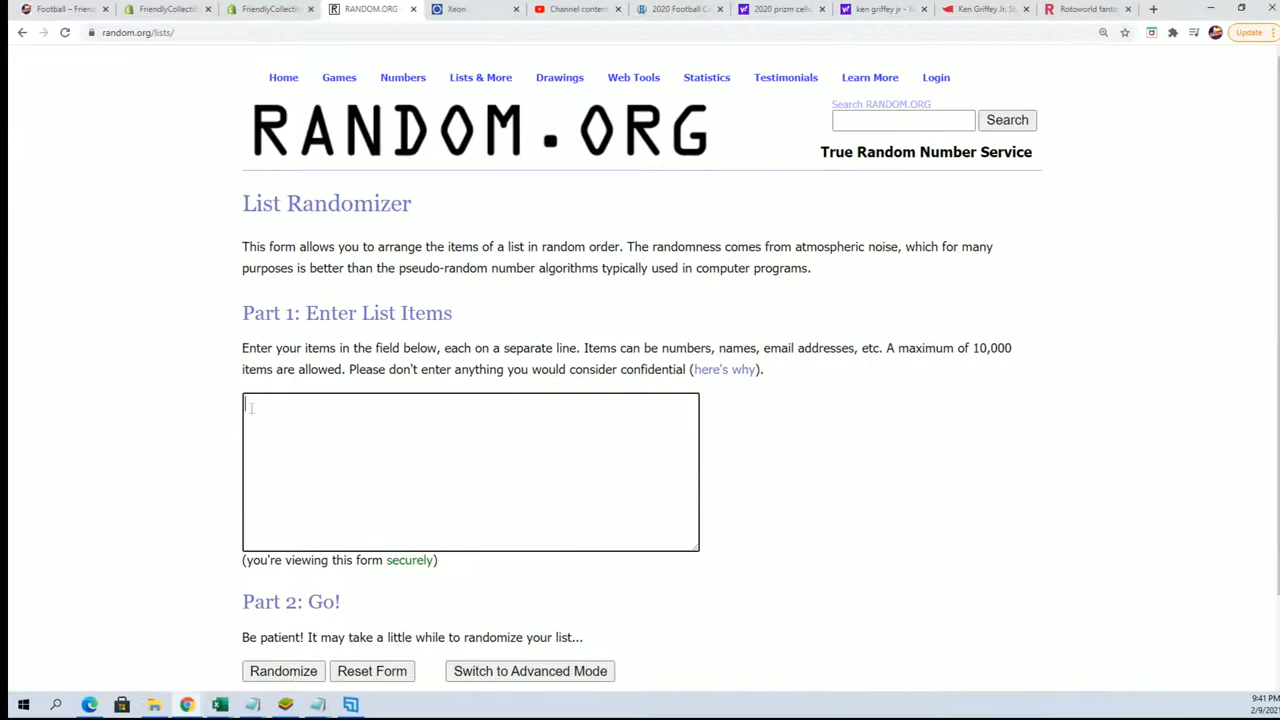 Football – Frien
FriendlyCollectib
FriendlyCollectib
RANDOM.ORG -
Xeon
Channel content
2020 Football C
2020 prizm cello
ken griffey jr - Y
Ken Griffey Jr. St
Rotoworld fanta
random.org/lists/
Update
Home Games Numbers Lists & More Drawings Web Tools Statistics Testimonials Learn More Login
RANDOM.ORG
Search RANDOM.ORG
Search
True Random Number Service
List Randomizer
This form allows you to arrange the items of a list in random order. The randomness comes from atmospheric noise, which for many
purposes is better than the pseudo-random number algorithms typically used in computer programs.
Part 1: Enter List Items
Enter your items in the field below, each on a separate line. Items can be numbers, names, email addresses, etc. A maximum of 10,000
items are allowed. Please don't enter anything you would consider confidential (here's why).
(you're viewing this form securely)
Part 2: Go!
Be patient! It may take a little while to randomize your list...
Randomize Reset Form Switch to Advanced Mode
9:41 PM
2/9/2021